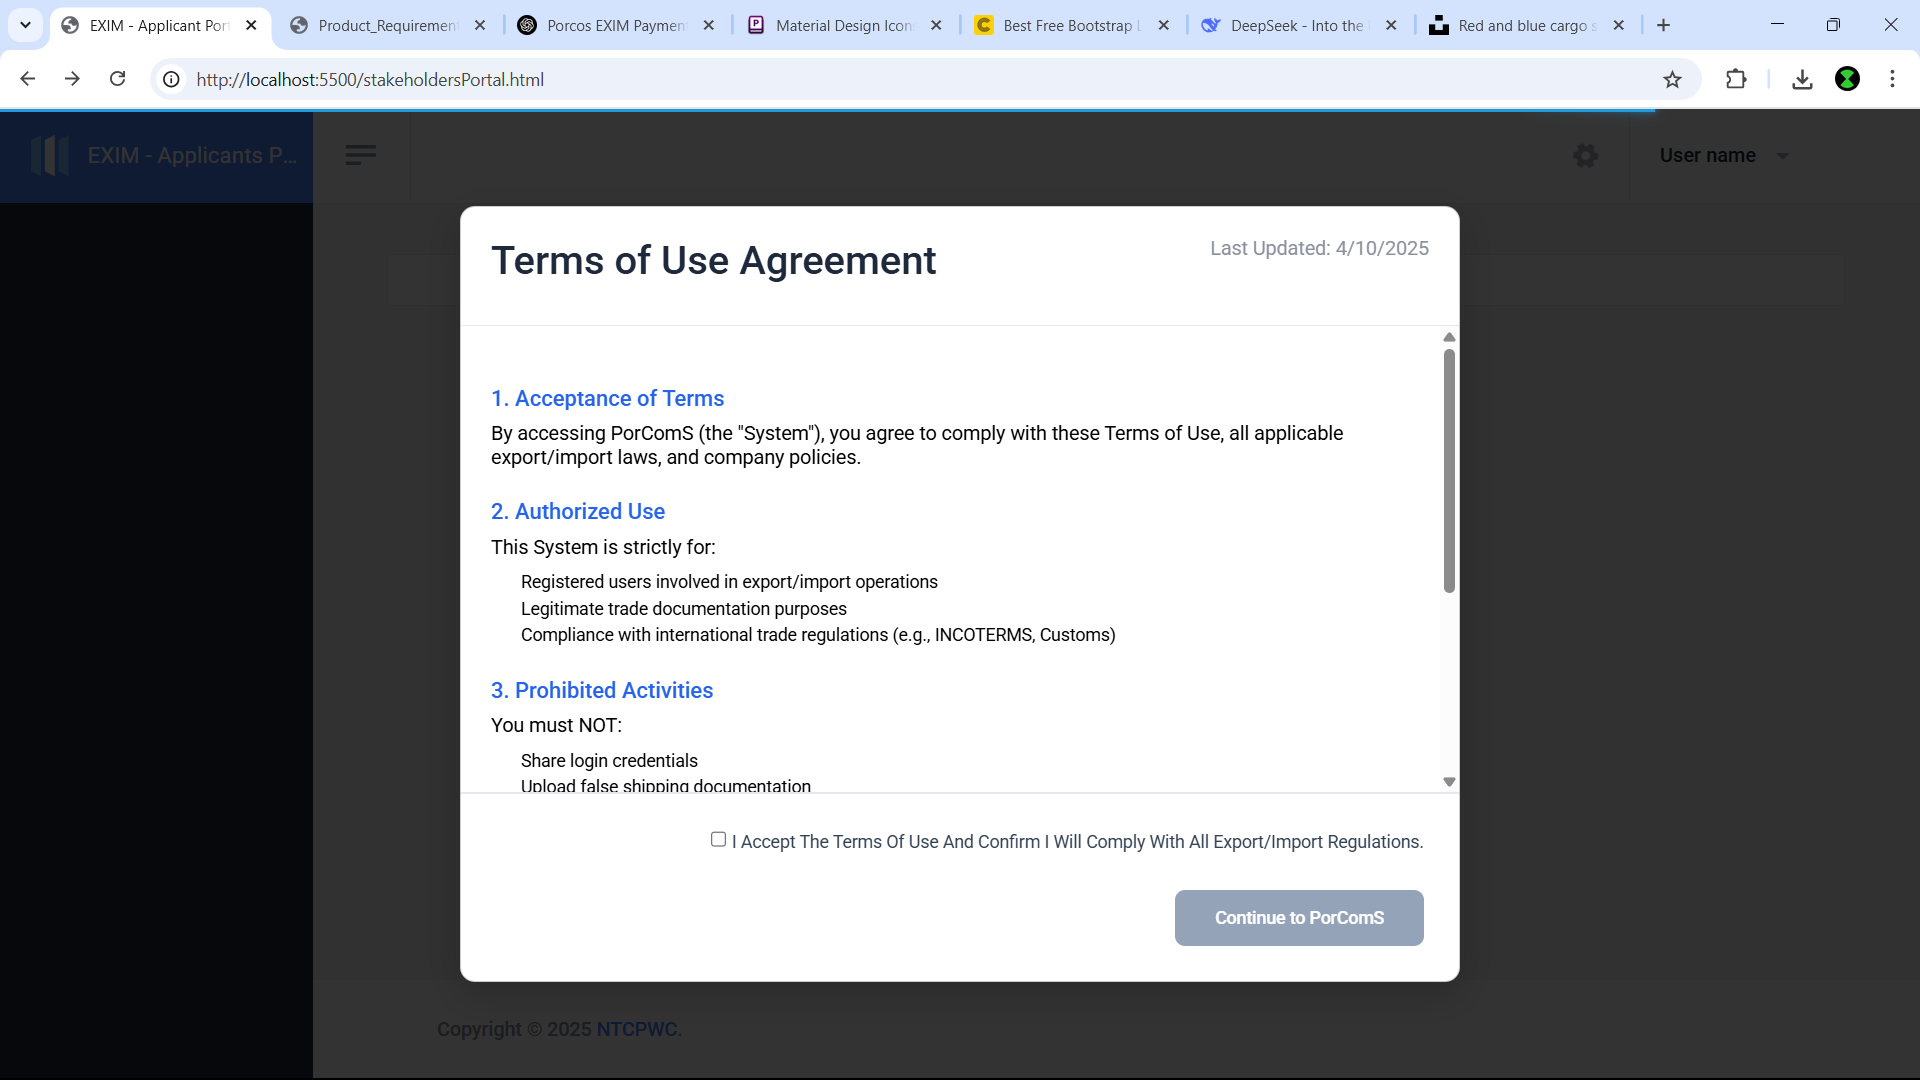 EXIM - Applicant Por
Product_Requirement
Porcos EXIM Paymen
Material Design Icon
Best Free Bootstrap L
DeepSeek - Into the
Red and blue cargo s
http://localhost:5500/stakeholdersPortal.html
EXIM - Applicants P...
User name
Terms of Use Agreement
Last Updated: 4/10/2025
1. Acceptance of Terms
By accessing PorComS (the "System"), you agree to comply with these Terms of Use, all applicable
export/import laws, and company policies.
2. Authorized Use
This System is strictly for:
Registered users involved in export/import operations
Legitimate trade documentation purposes
Compliance with international trade regulations (e.g., INCOTERMS, Customs)
3. Prohibited Activities
You must NOT:
Share login credentials
Upload false shipping documentation
I Accept The Terms Of Use And Confirm I Will Comply With All Export/Import Regulations.
Continue to PorComS
Copyright © 2025 NTCPWC.